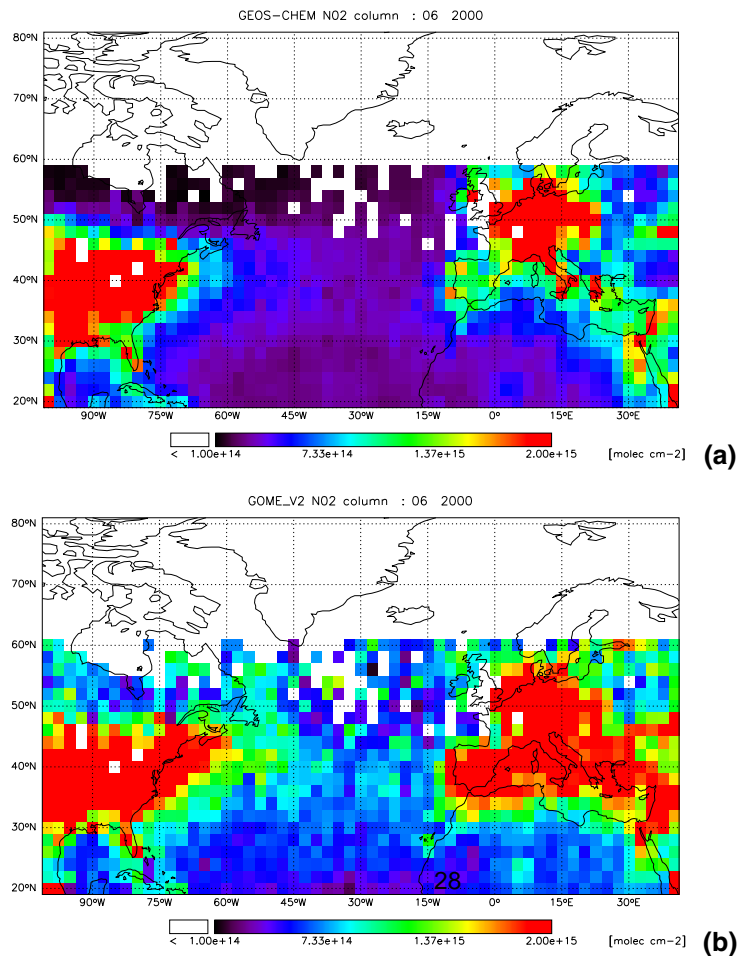 GEOS-CHEM NO2 column : 06 2000
80°N
70°N
60°N
50°N
40°N
30°N
20°N
90°W 75°W 60°W 45°W 30°W 15°W 0°E 15°E 30°E
< 1.00e+14 7.33e+14 1.37e+15 2.00e+15 [molec cm-2] (a)
GOME_V2 NO2 column : 06 2000
80°N
70°N
60°N
50°N
40°N
30°N
20°N
28
90°W 75°W 60°W 45°W 30°W 15°W 0°E 15°E 30°E
< 1.00e+14 7.33e+14 1.37e+15 2.00e+15 [molec cm-2] (b)